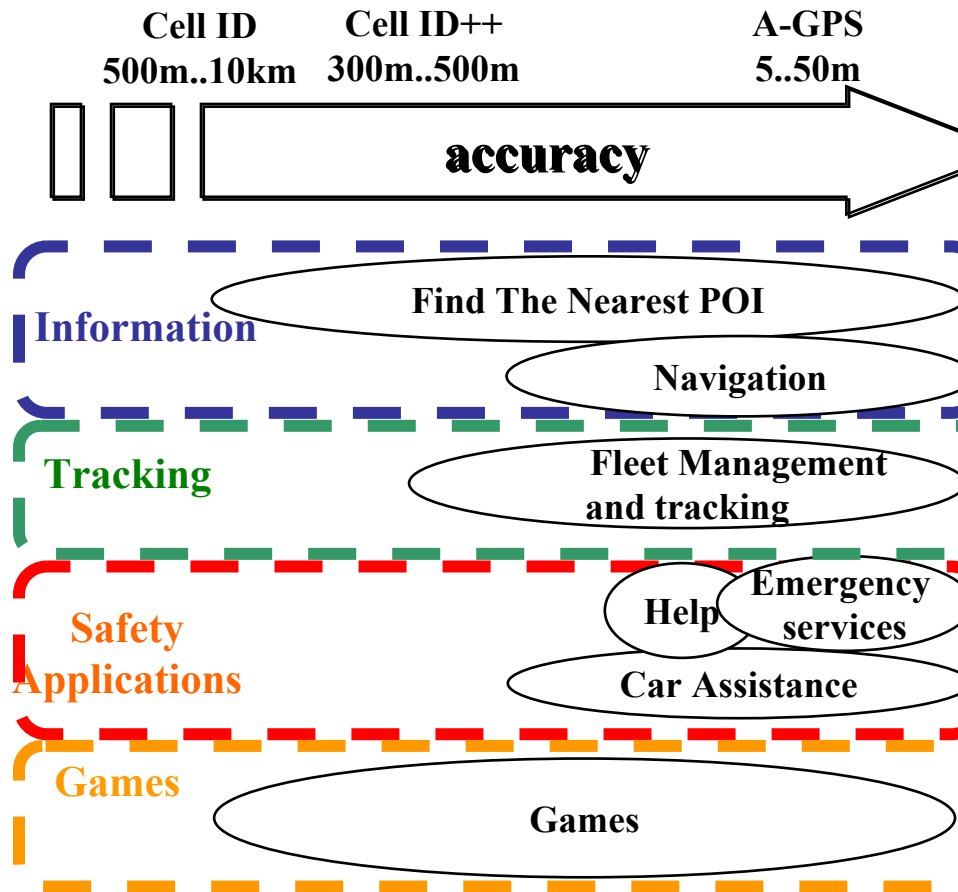 Cell ID
500m..10km
Cell ID++
300m..500m
A-GPS
5..50m
accuracy
Information
Find The Nearest POI
Navigation
Tracking
Fleet Management
and tracking
Safety
Applications
Help
Emergency
services
Car Assistance
Games
Games